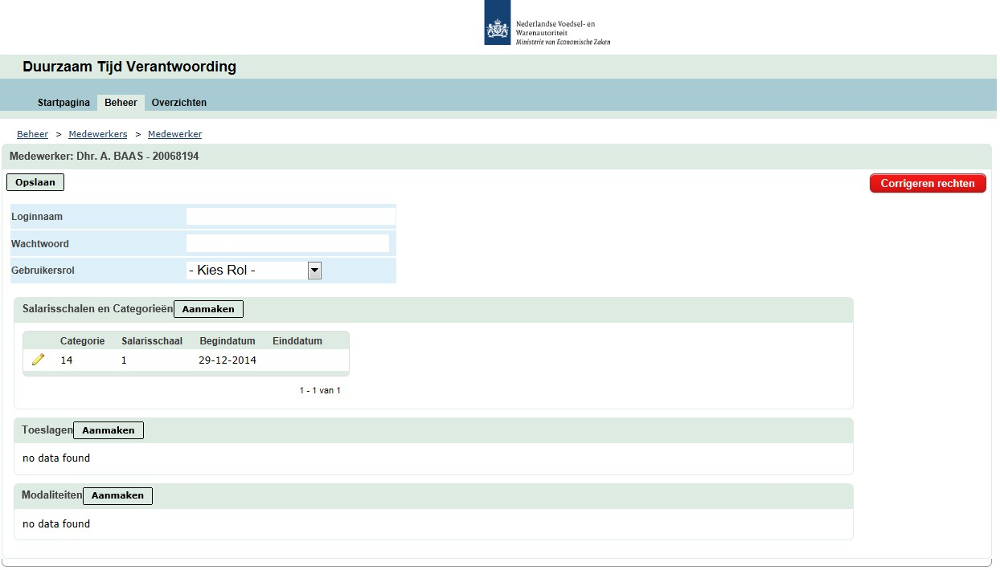 Nederlandse Voedsel- en
Warenautoriteit
Ministerie van Economische Zaken
Duurzaam Tijd Verantwoording
Startpagina Beheer Overzichten
Beheer > Medewerkers > Medewerker
Medewerker: Dhr. A. BAAS - 20068194
Opslaan Corrigeren rechten
Loginnaam
Wachtwoord
Gebruikersrol - Kies Rol -
Salarisschalen en Categorieën Aanmaken
Categorie Salarisschaal Begindatum Einddatum
14 1 29-12-2014
1 - 1 van 1
Toeslagen Aanmaken
no data found
Modaliteiten Aanmaken
no data found